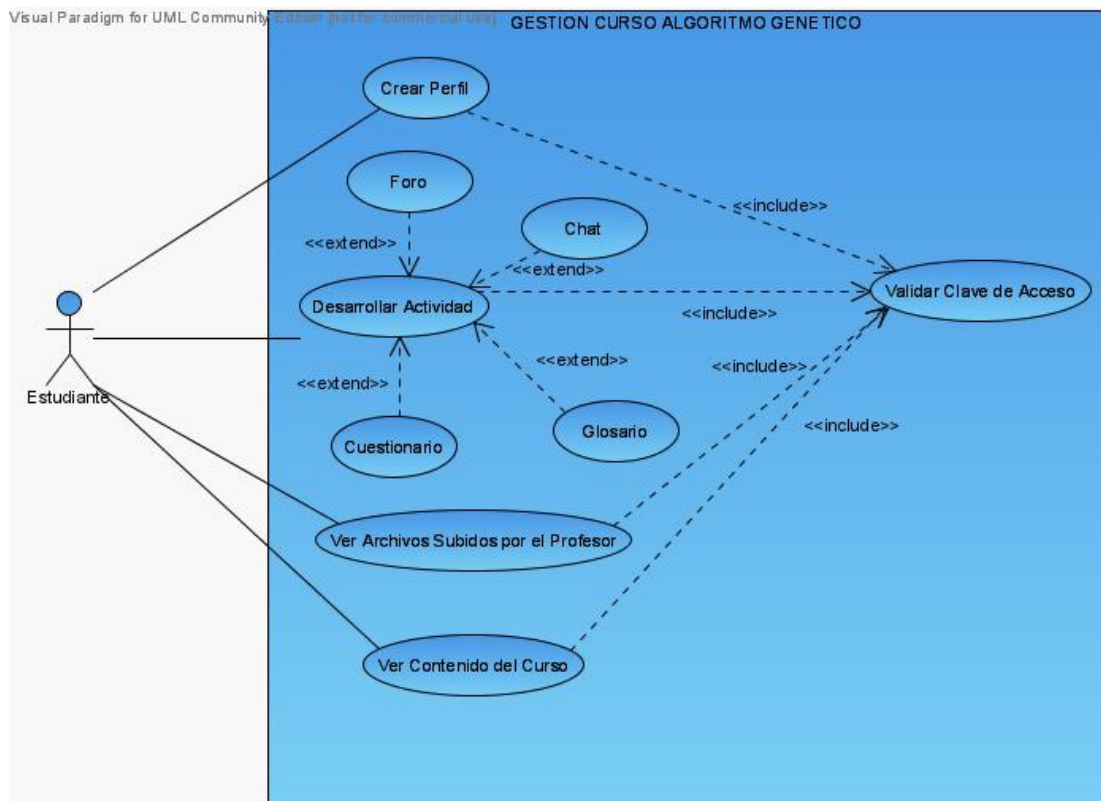 Visual Paradigm for UML Community Edition [not for commercial use]
GESTION CURSO ALGORITMO GENETICO
Crear Perfil
Foro
<<include>>
Chat
<<extend>>
<<extend>>
Validar Clave de Acceso
Desarrollar Actividad
<<include>>
<<include>>
<<extend>>
Estudiante
<<include>>
Glosario
Cuestionario
Ver Archivos Subidos por el Profesor
Ver Contenido del Curso
<<extend>>